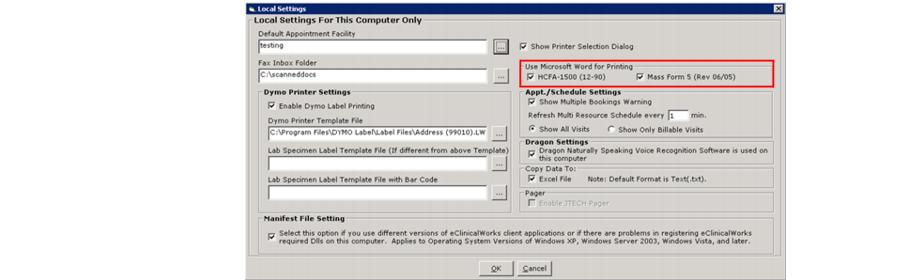 Local Settings
Local Settings For This Computer Only
Default Appointment Facility
testing
...
Show Printer Selection Dialog
Fax Inbox Folder
C:\scanneddocs
...
Use Microsoft Word for Printing
HCFA-1500 (12-90)
Mass Form 5 (Rev 06/05)
Dymo Printer Settings
Enable Dymo Label Printing
Dymo Printer Template File
C:\Program Files\DYMO Label\Label Files\Address (99010).LW
...
Lab Specimen Label Template File (If different from above Template)
...
Lab Specimen Label Template File with Bar Code
...
Appt./Schedule Settings
Show Multiple Bookings Warning
Refresh Multi Resource Schedule every 1 min.
Show All Visits
Show Only Billable Visits
Dragon Settings
Dragon Naturally Speaking Voice Recognition Software is used on
this computer
Copy Data To:
Excel File Note: Default Format is Text(.txt).
Pager
Enable JTECH Pager
Manifest File Setting
Select this option if you use different versions of eClinicalWorks client applications or if there are problems in registering eClinicalWorks
required Dlls on this computer. Applies to Operating System Versions of Windows XP, Windows Server 2003, Windows Vista, and later.
OK
Cancel